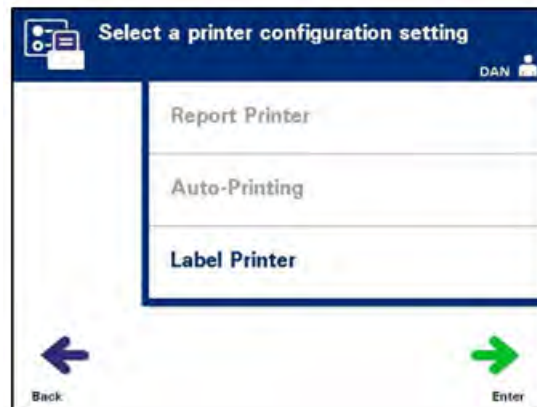 Select a printer configuration setting
DAN
Report Printer
Auto-Printing
Label Printer
Back
Enter